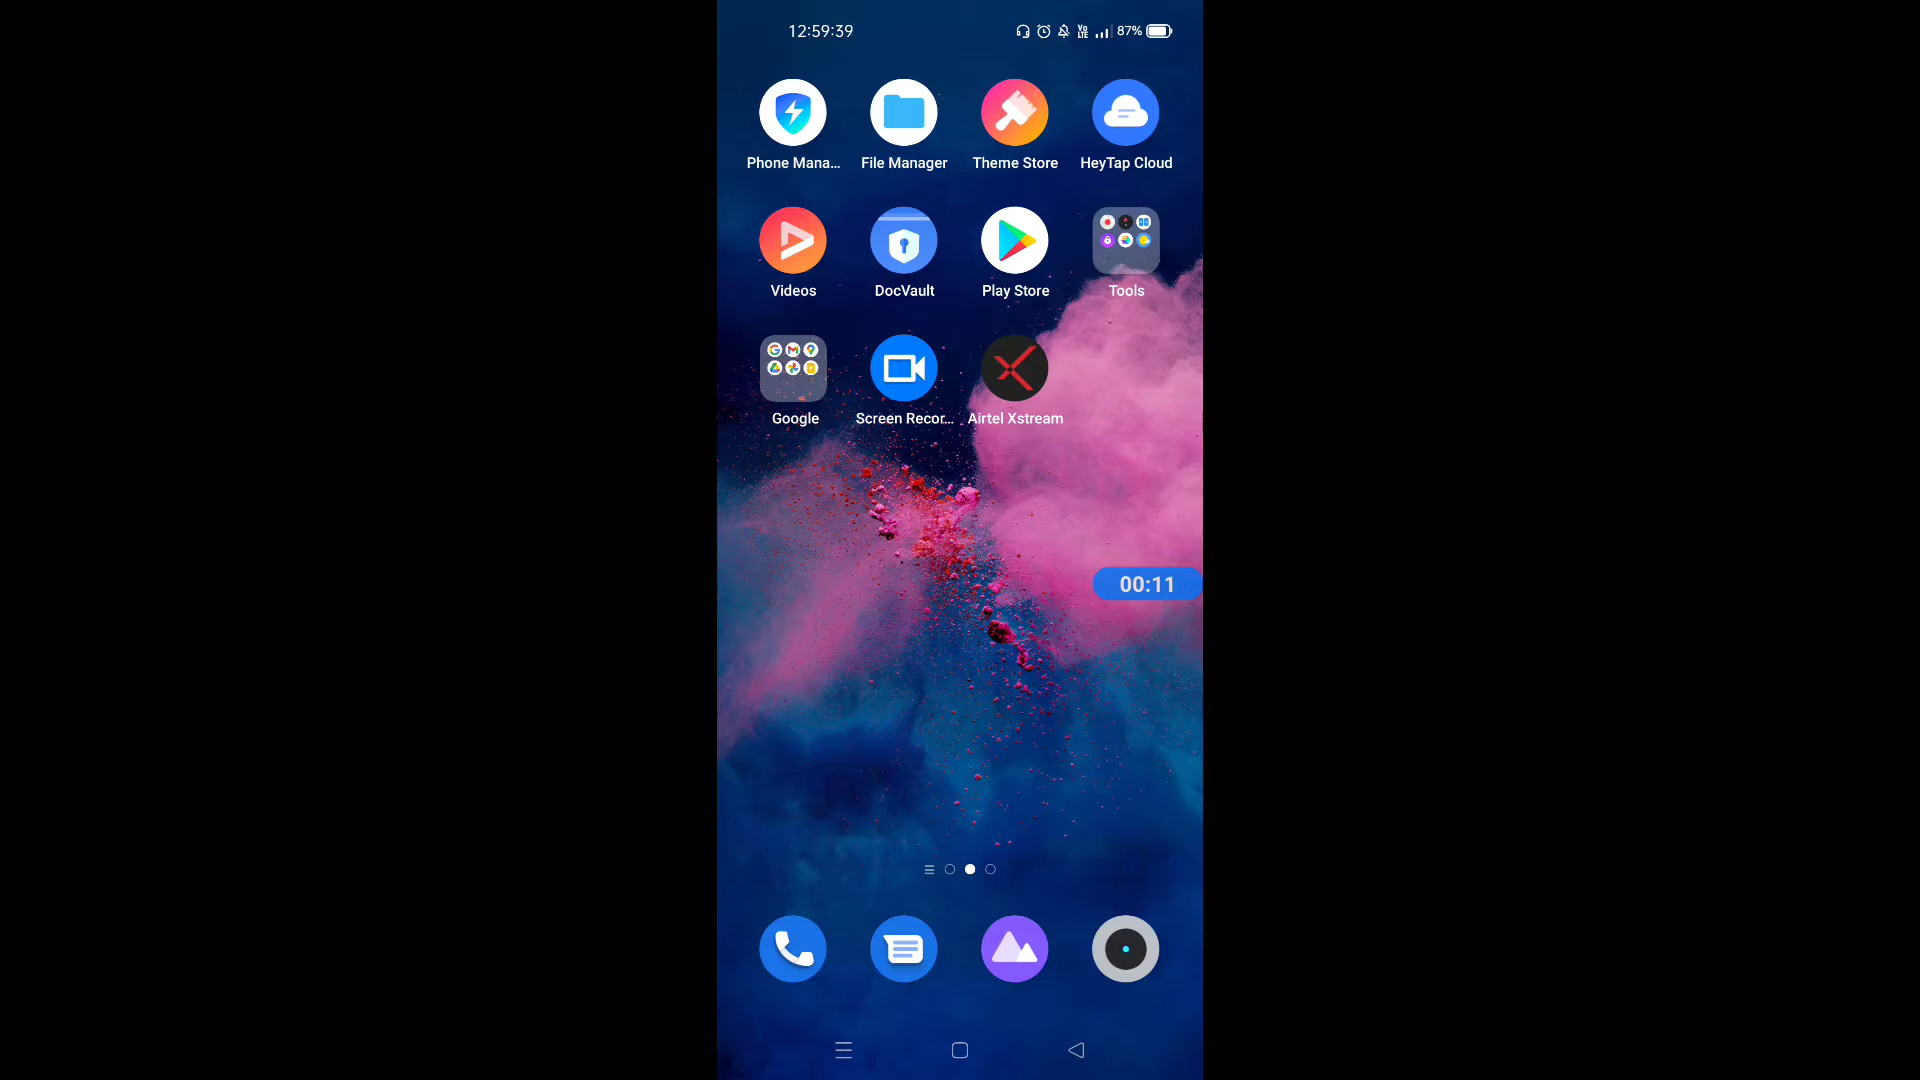 12:59:39 87%
Phone Mana... File Manager Theme Store HeyTap Cloud
Videos DocVault Play Store Tools
Google Screen Recor... Airtel Xstream
00:11